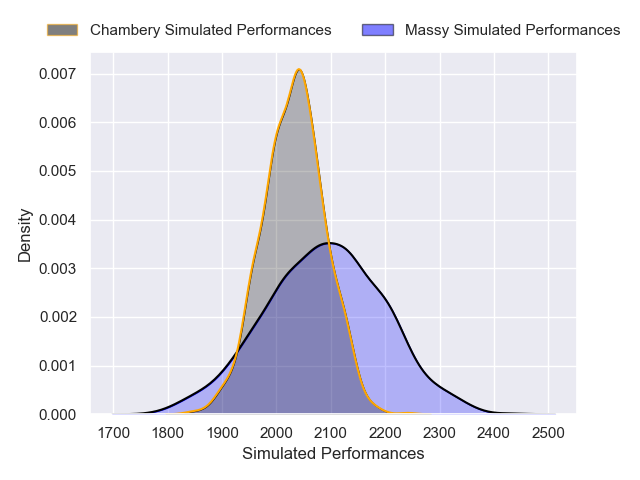 Chambery Simulated Performances Massy Simulated Performances
0.007
0.006
0.005
0.004
0.003
0.002
0.001
0.000
Density
1700 1800 1900 2000 2100 2200 2300 2400 2500
Simulated Performances